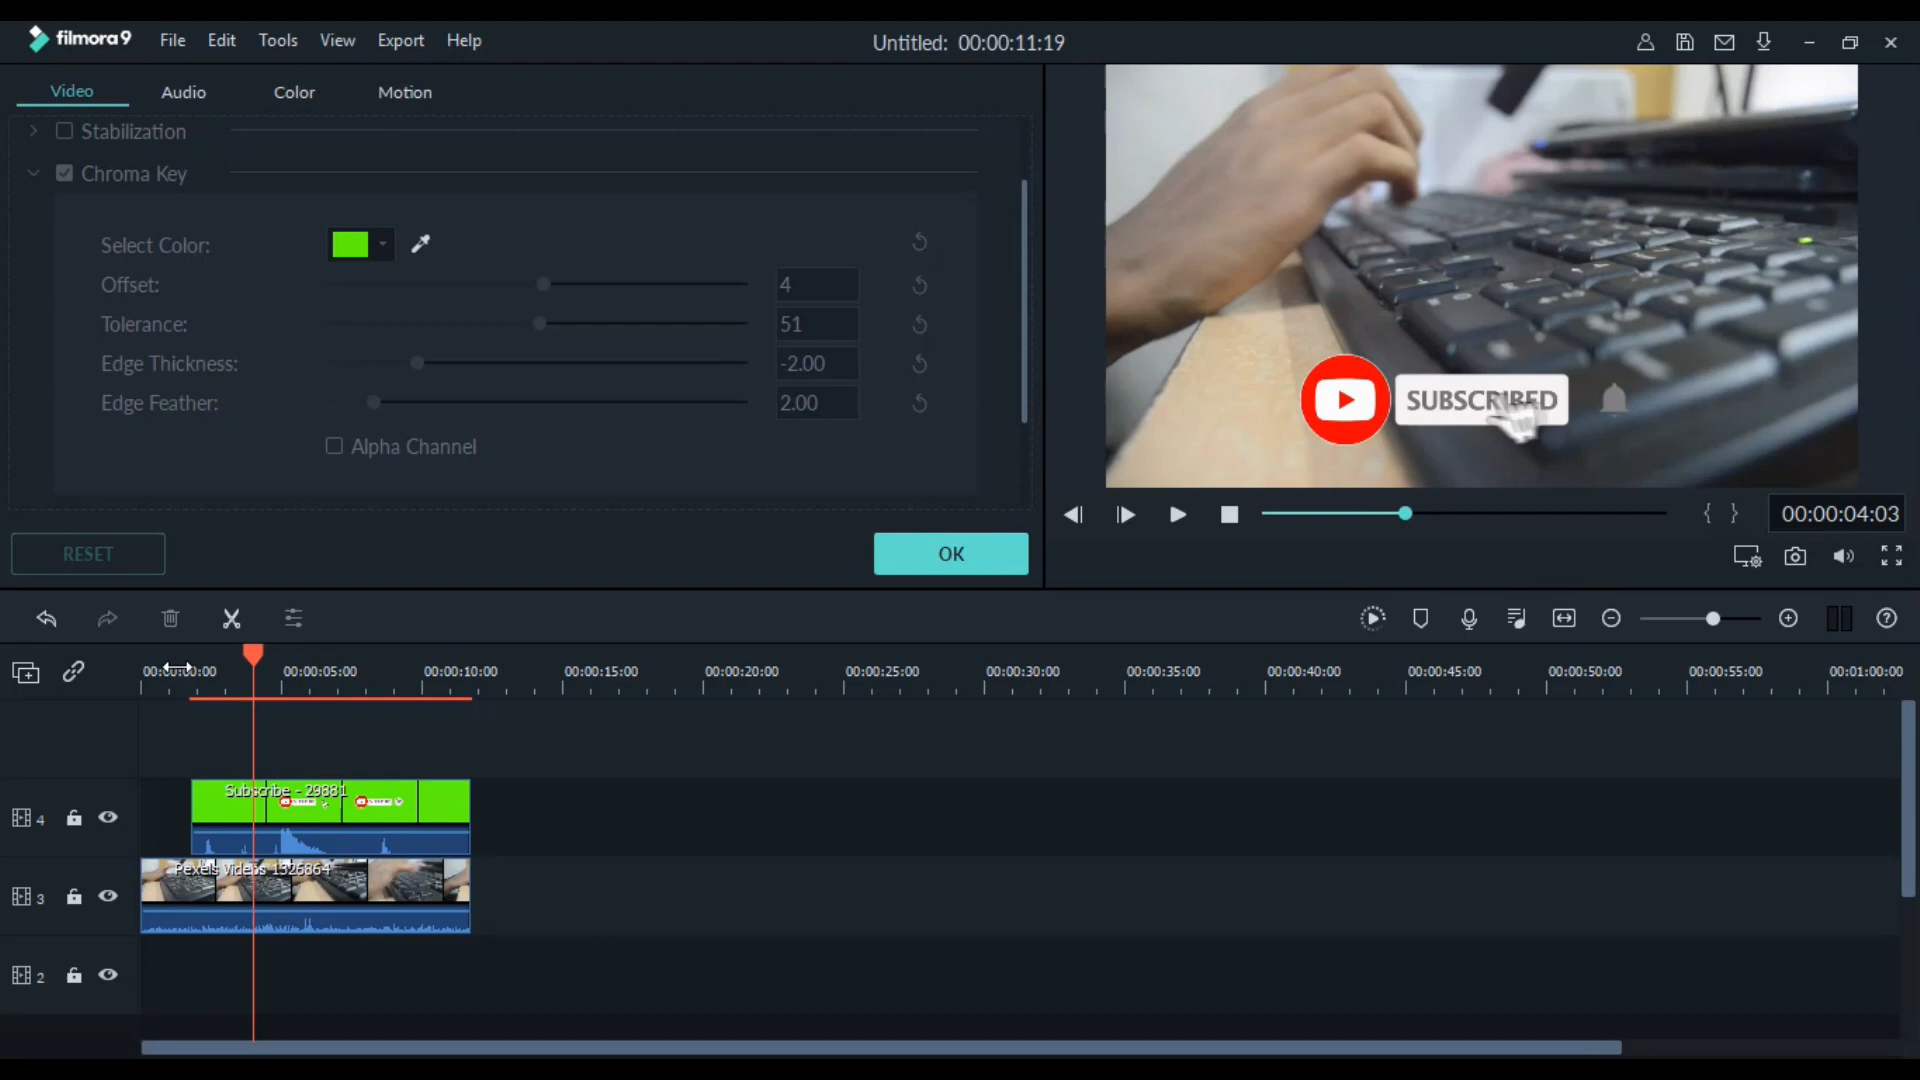 filmora9 File Edit Tools View Export Help Untitled: 00:00:11:19
Video Audio Color Motion
Stabilization
Chroma Key
Select Color:
Offset: 4
Tolerance: 51
Edge Thickness: -2.00
Edge Feather: 2.00
Alpha Channel
RESET OK
SUBSCRIBED
{ } 00:00:04:03
00:00:00:00 00:00:05:00 00:00:10:00 00:00:15:00 00:00:20:00 00:00:25:00 00:00:30:00 00:00:35:00 00:00:40:00 00:00:45:00 00:00:50:00 00:00:55:00 00:01:00:00
Subscribe - 29881
4
Pexels Videos 1326864
3
2